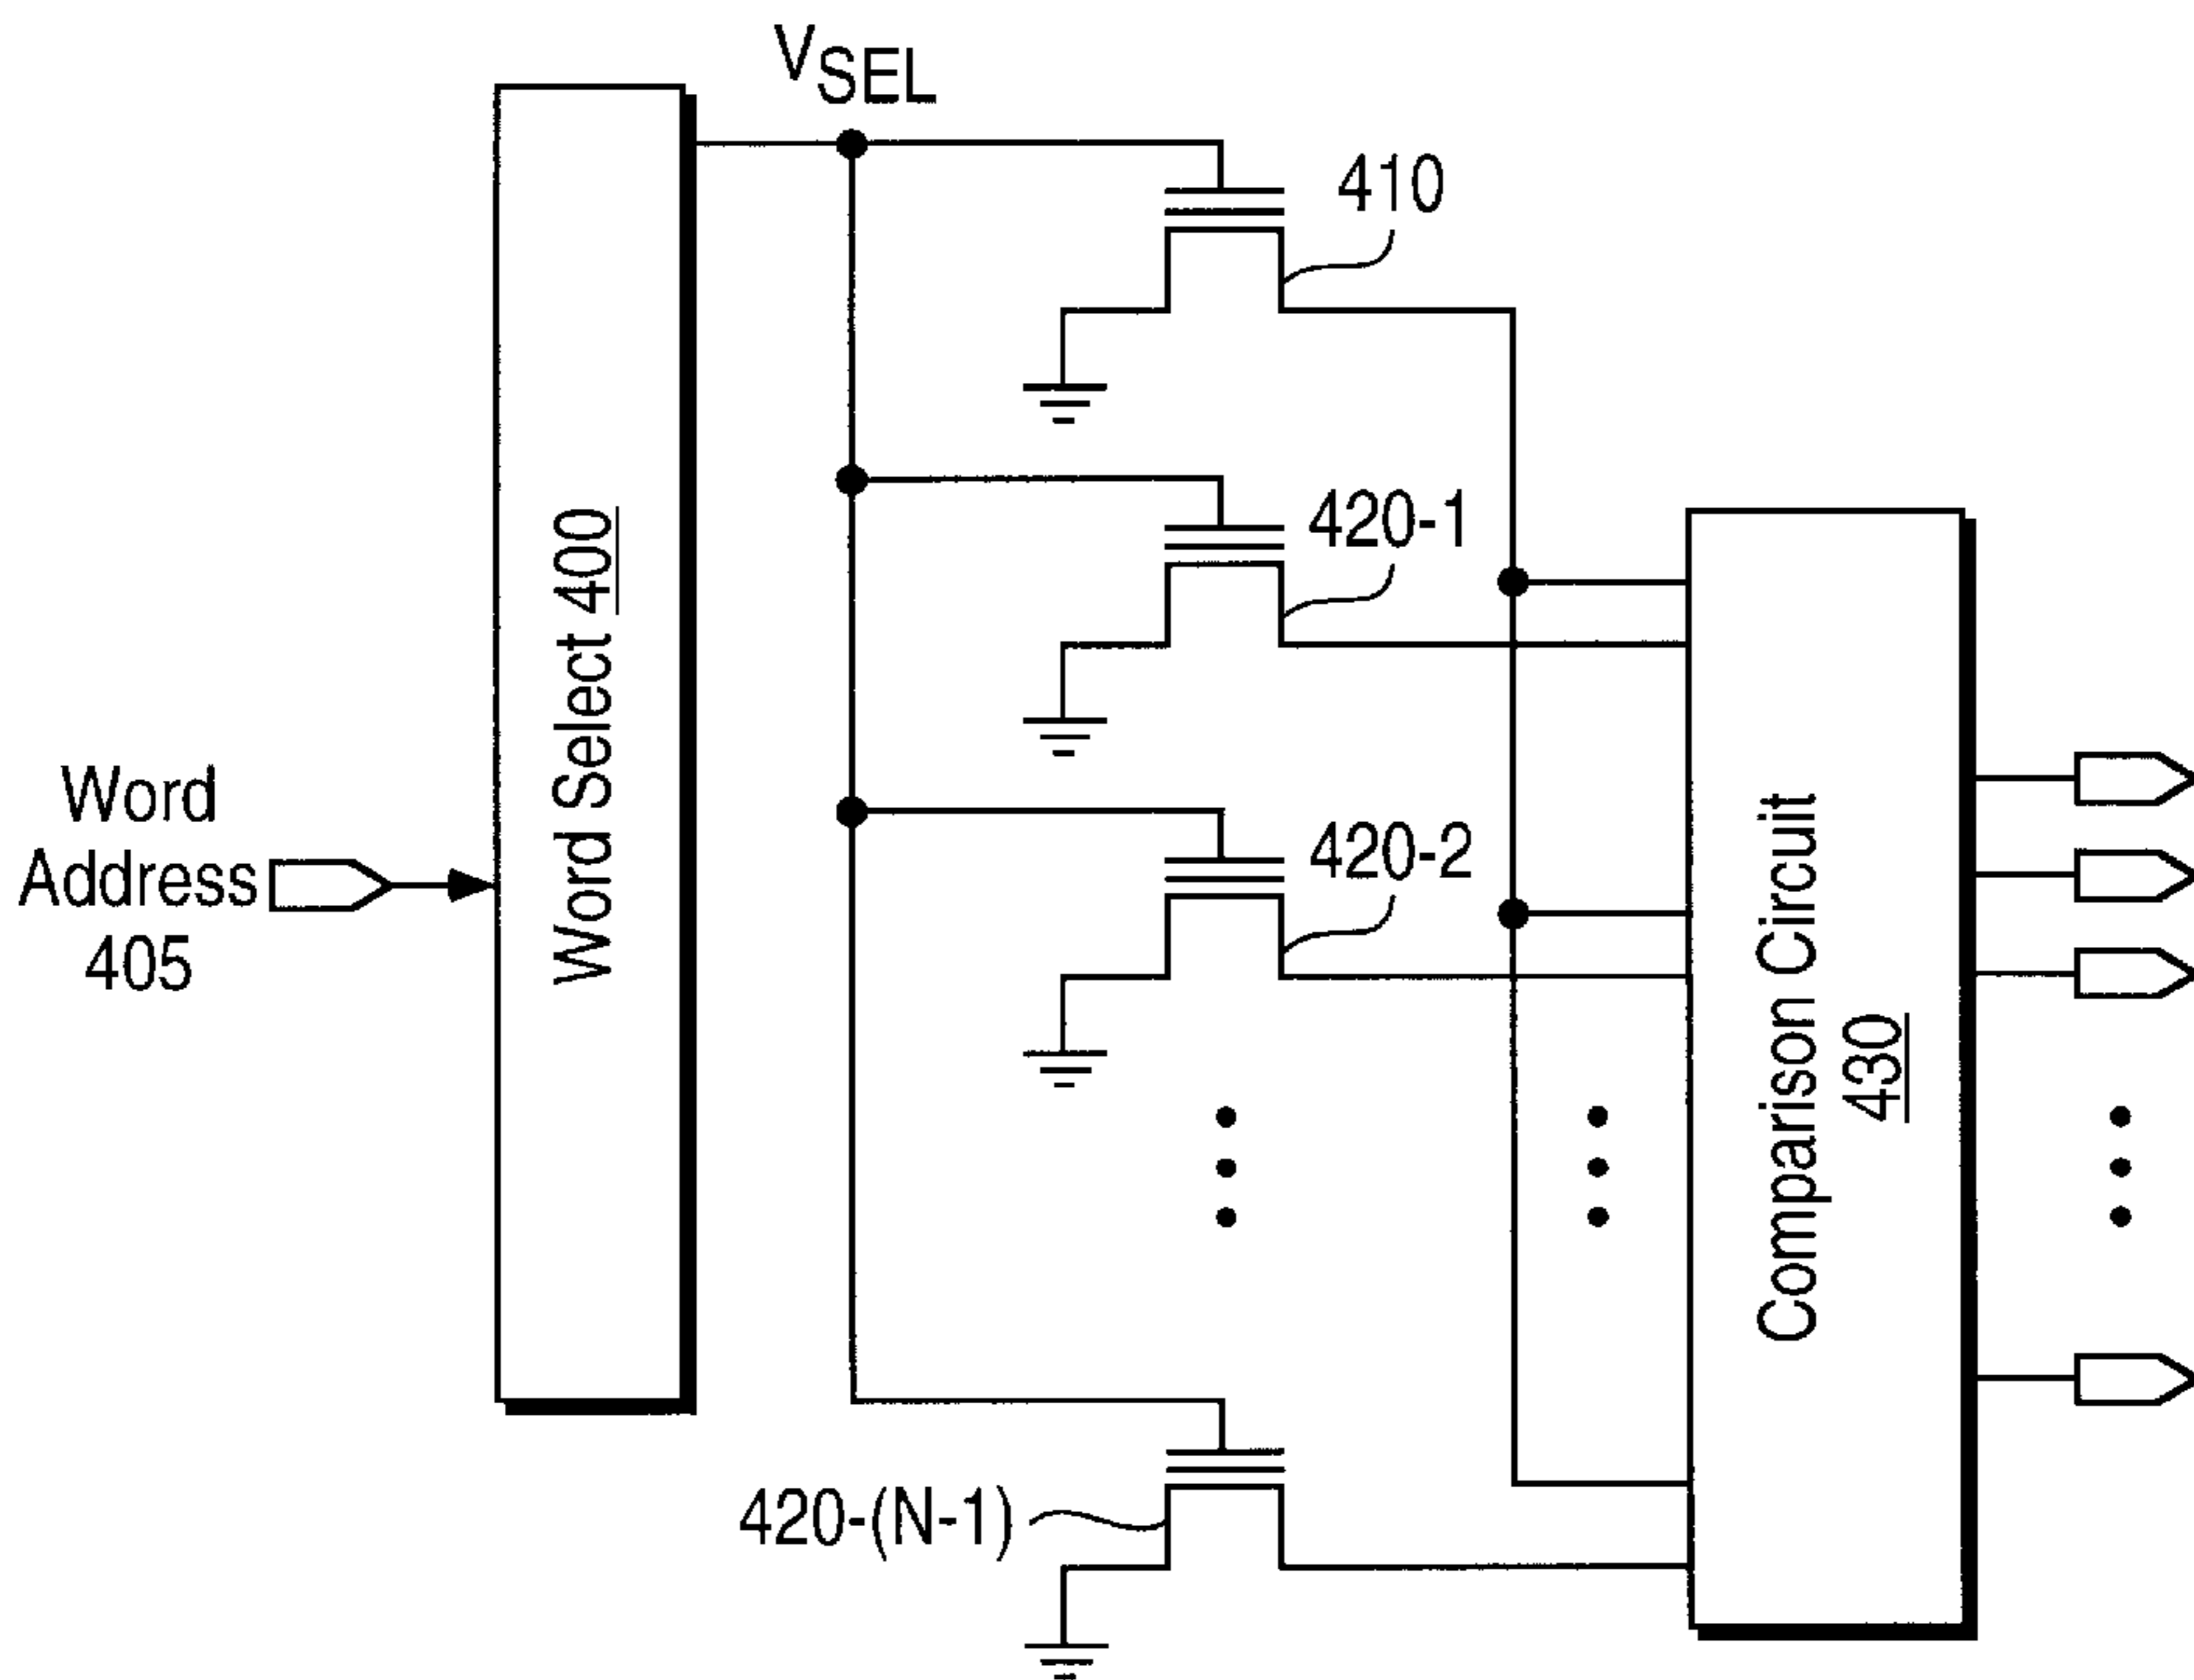 VSEL
410
420-1
420-2
420-(N-1)
Word
Address
405
Word Select 400
Comparison Circuit
430